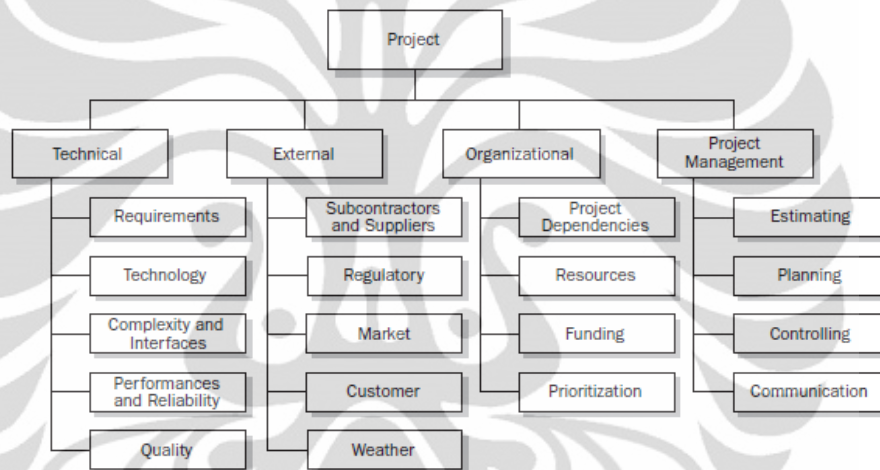 Project
Technical
External
Organizational
Project
Management
Requirements
Technology
Complexity and
Interfaces
Performances
and Reliability
Quality
Subcontractors
and Suppliers
Regulatory
Market
Customer
Weather
Project
Dependencies
Resources
Funding
Prioritization
Estimating
Planning
Controlling
Communication